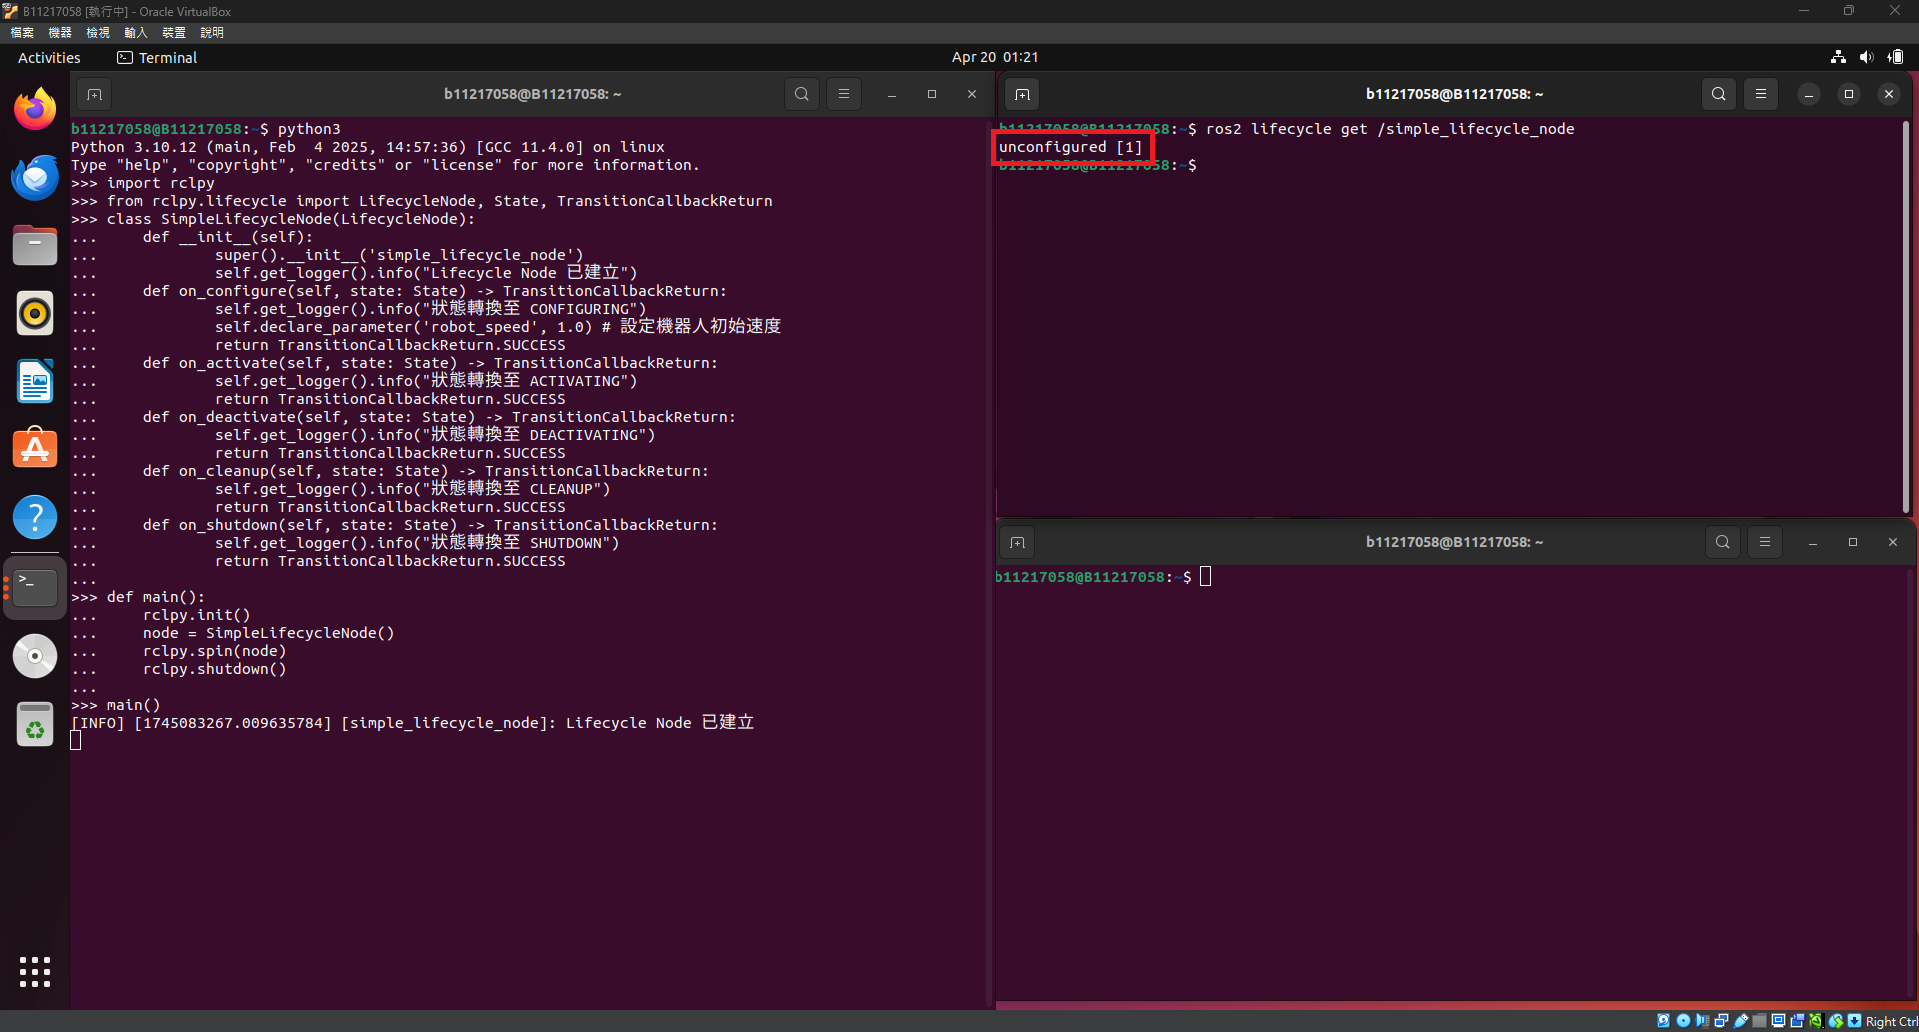 B11217058 [執行中] - Oracle VirtualBox
檔案 機器 檢視 輸入 裝置 說明
Activities Terminal Apr 20 01:21
b11217058@B11217058: ~
b11217058@B11217058:~$ python3
Python 3.10.12 (main, Feb  4 2025, 14:57:36) [GCC 11.4.0] on linux
Type "help", "copyright", "credits" or "license" for more information.
>>> import rclpy
>>> from rclpy.lifecycle import LifecycleNode, State, TransitionCallbackReturn
>>> class SimpleLifecycleNode(LifecycleNode):
...     def __init__(self):
...             super().__init__('simple_lifecycle_node')
...             self.get_logger().info("Lifecycle Node 已建立")
...     def on_configure(self, state: State) -> TransitionCallbackReturn:
...             self.get_logger().info("狀態轉換至 CONFIGURING")
...             self.declare_parameter('robot_speed', 1.0) # 設定機器人初始速度
...             return TransitionCallbackReturn.SUCCESS
...     def on_activate(self, state: State) -> TransitionCallbackReturn:
...             self.get_logger().info("狀態轉換至 ACTIVATING")
...             return TransitionCallbackReturn.SUCCESS
...     def on_deactivate(self, state: State) -> TransitionCallbackReturn:
...             self.get_logger().info("狀態轉換至 DEACTIVATING")
...             return TransitionCallbackReturn.SUCCESS
...     def on_cleanup(self, state: State) -> TransitionCallbackReturn:
...             self.get_logger().info("狀態轉換至 CLEANUP")
...             return TransitionCallbackReturn.SUCCESS
...     def on_shutdown(self, state: State) -> TransitionCallbackReturn:
...             self.get_logger().info("狀態轉換至 SHUTDOWN")
...             return TransitionCallbackReturn.SUCCESS
...
>>> def main():
...     rclpy.init()
...     node = SimpleLifecycleNode()
...     rclpy.spin(node)
...     rclpy.shutdown()
...
>>> main()
[INFO] [1745083267.009635784] [simple_lifecycle_node]: Lifecycle Node 已建立
b11217058@B11217058: ~
b11217058@B11217058:~$ ros2 lifecycle get /simple_lifecycle_node
unconfigured [1]
b11217058@B11217058:~$
b11217058@B11217058: ~
b11217058@B11217058:~$
Right Ctrl